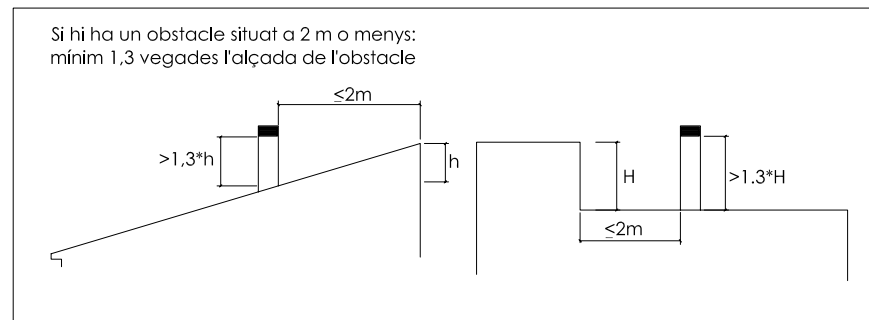 Si hi ha un obstacle situat a 2 m o menys:
mínim 1,3 vegades l'alçada de l'obstacle
≤2m
>1,3*h
h
H
>1.3*H
≤2m